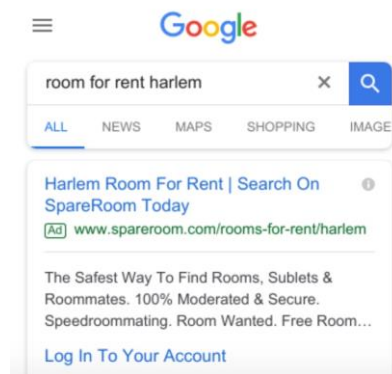 Google
room for rent harlem
ALL NEWS MAPS SHOPPING IMAGE
Harlem Room For Rent | Search On
SpareRoom Today
Ad www.spareroom.com/rooms-for-rent/harlem
The Safest Way To Find Rooms, Sublets &
Roommates. 100% Moderated & Secure.
Speedroommating. Room Wanted. Free Room...
Log In To Your Account